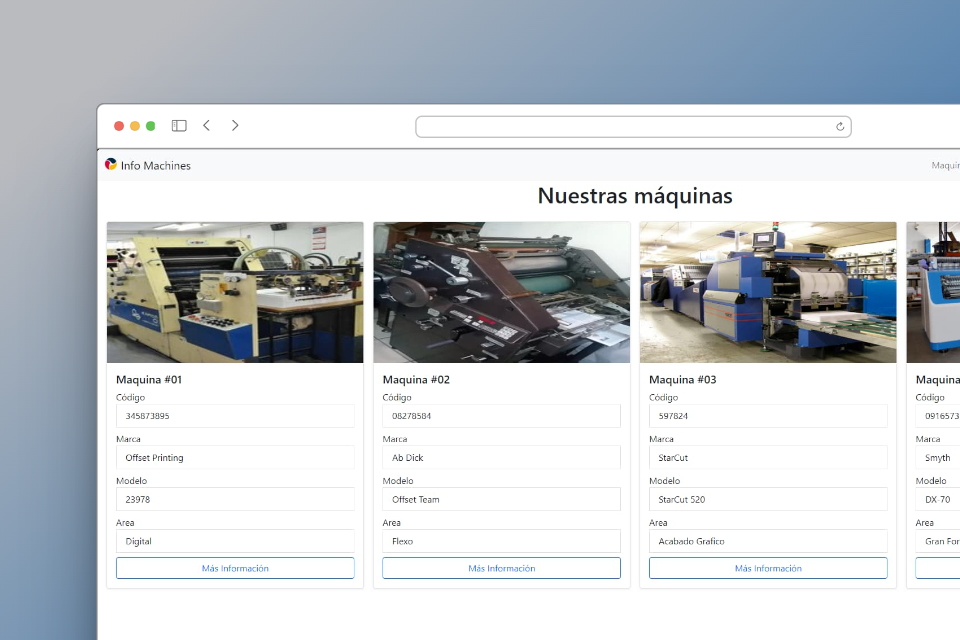 Info Machines
Maquin
Nuestras máquinas
Maquina #01
Código
345873895
Marca
Offset Printing
Modelo
23978
Area
Digital
Más Información
Maquina #02
Código
08278584
Marca
Ab Dick
Modelo
Offset Team
Area
Flexo
Más Información
Maquina #03
Código
597824
Marca
StarCut
Modelo
StarCut 520
Area
Acabado Grafico
Más Información
Maquina
Código
0916573
Marca
Smyth
Modelo
DX-70
Area
Gran For